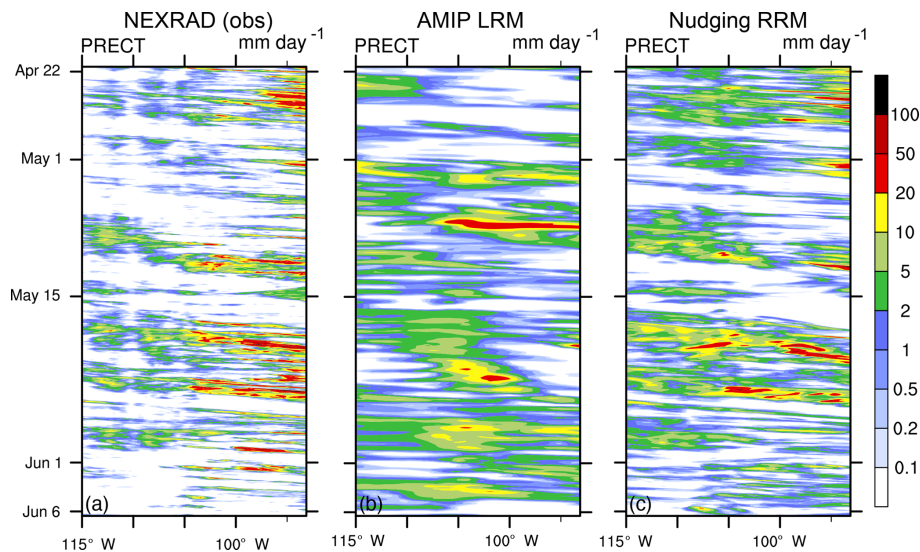 NEXRAD (obs) AMIP LRM Nudging RRM
PRECT mm day -1 PRECT mm day -1 PRECT mm day -1
Apr 22
May 1
May 15
Jun 1
Jun 6
(a) (b) (c)
115° W 100° W 115° W 100° W 115° W 100° W
100
50
20
10
5
2
1
0.5
0.2
0.1